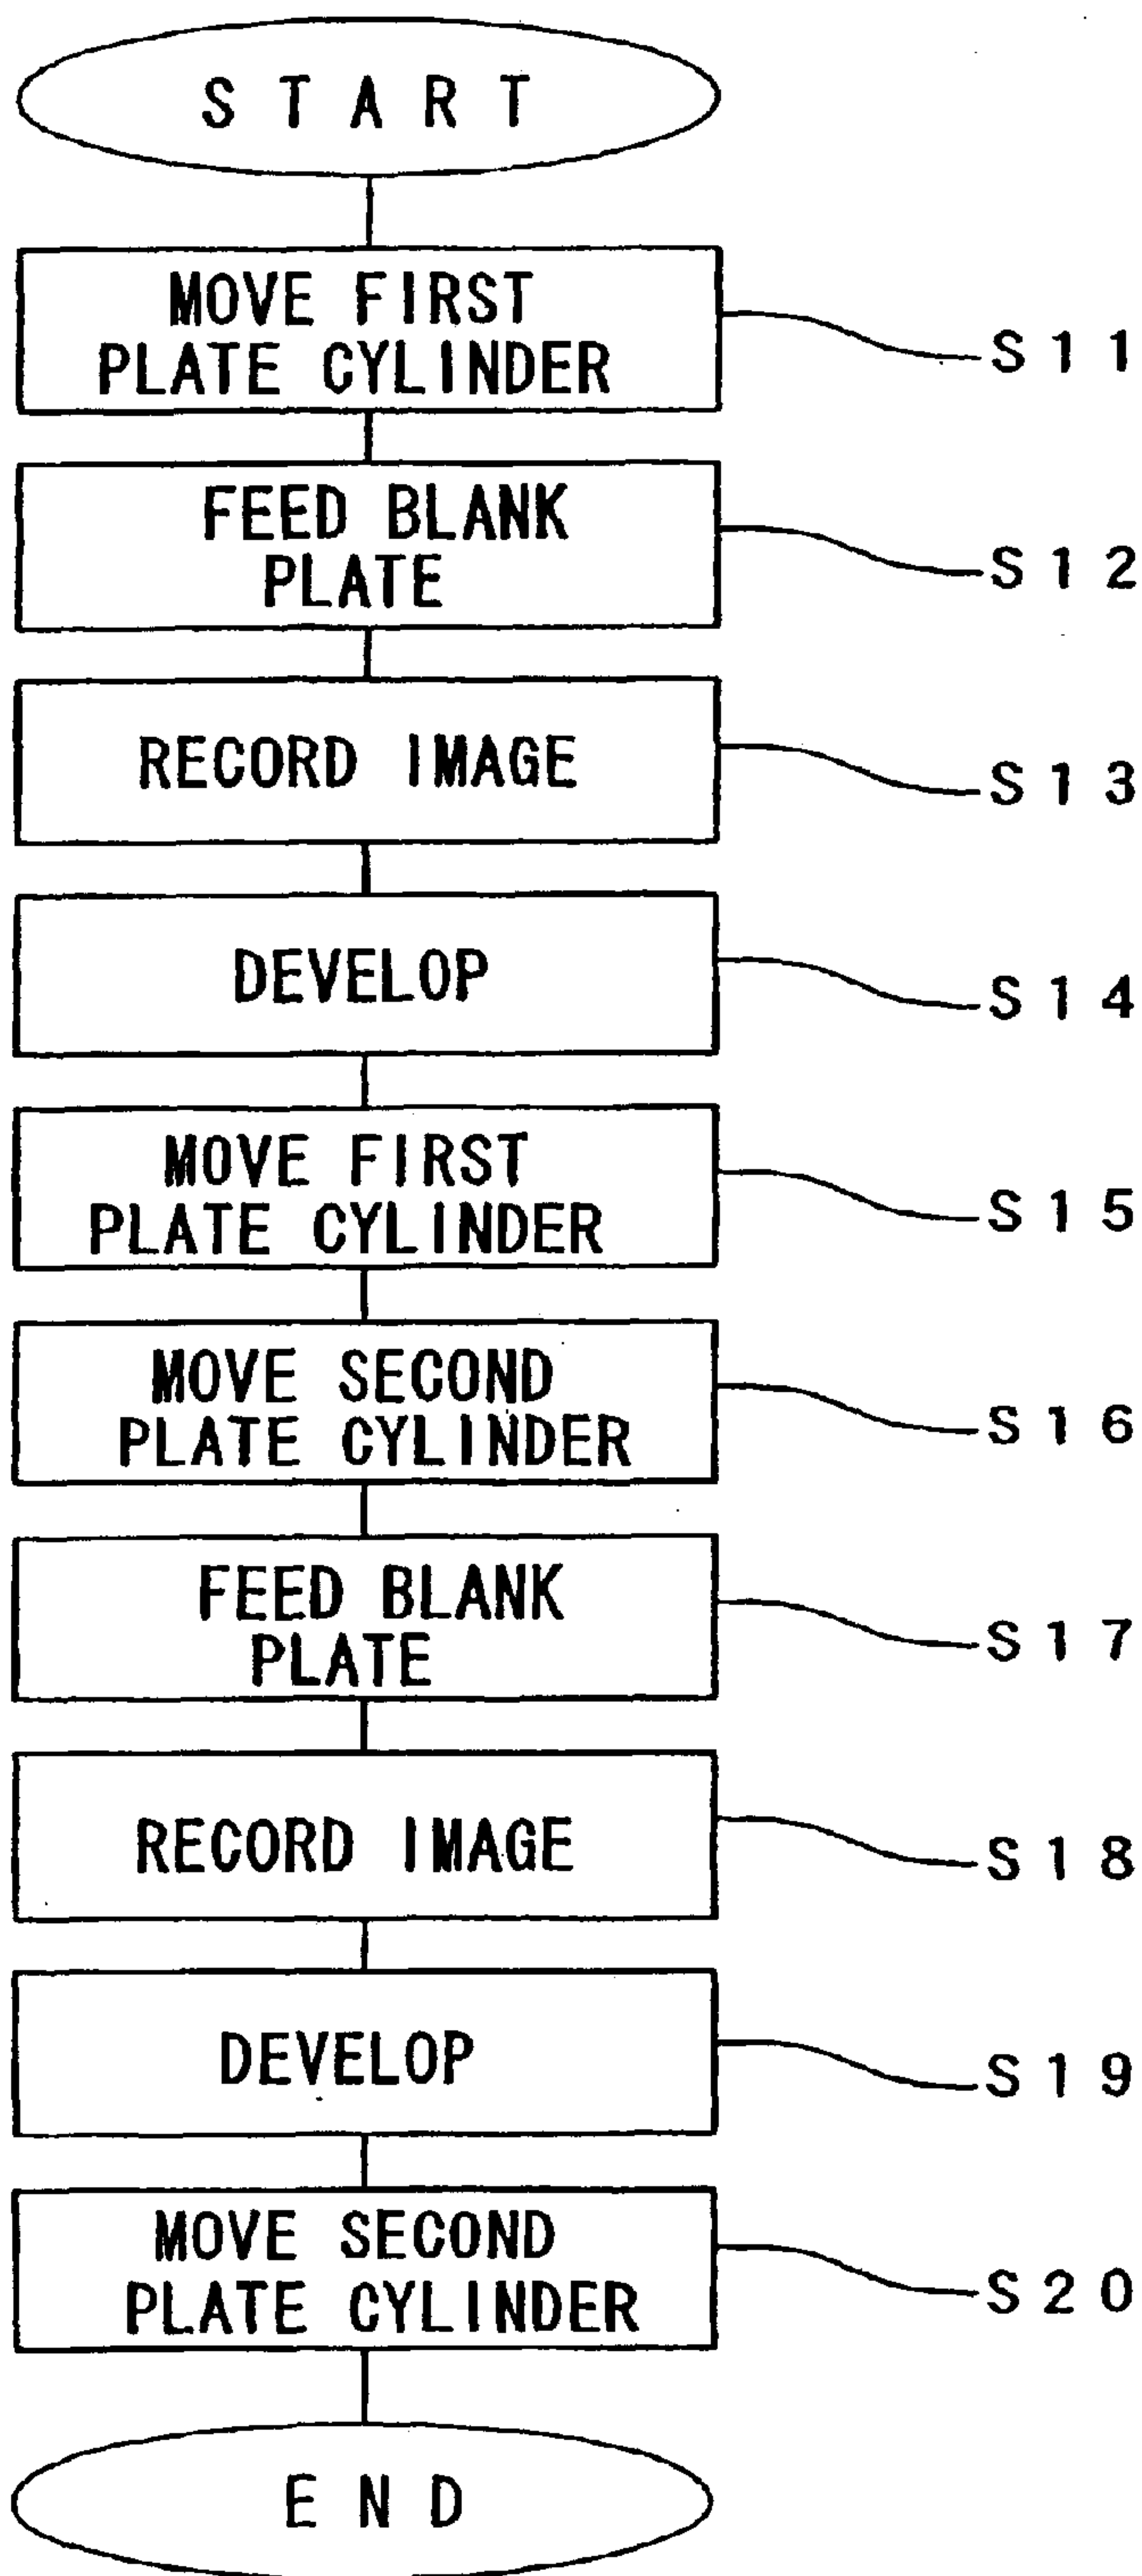 START
MOVE FIRST
PLATE CYLINDER
S11
FEED BLANK
PLATE
S12
RECORD IMAGE
S13
DEVELOP
S14
MOVE FIRST
PLATE CYLINDER
S15
MOVE SECOND
PLATE CYLINDER
S16
FEED BLANK
PLATE
S17
RECORD IMAGE
S18
DEVELOP
S19
MOVE SECOND
PLATE CYLINDER
S20
END